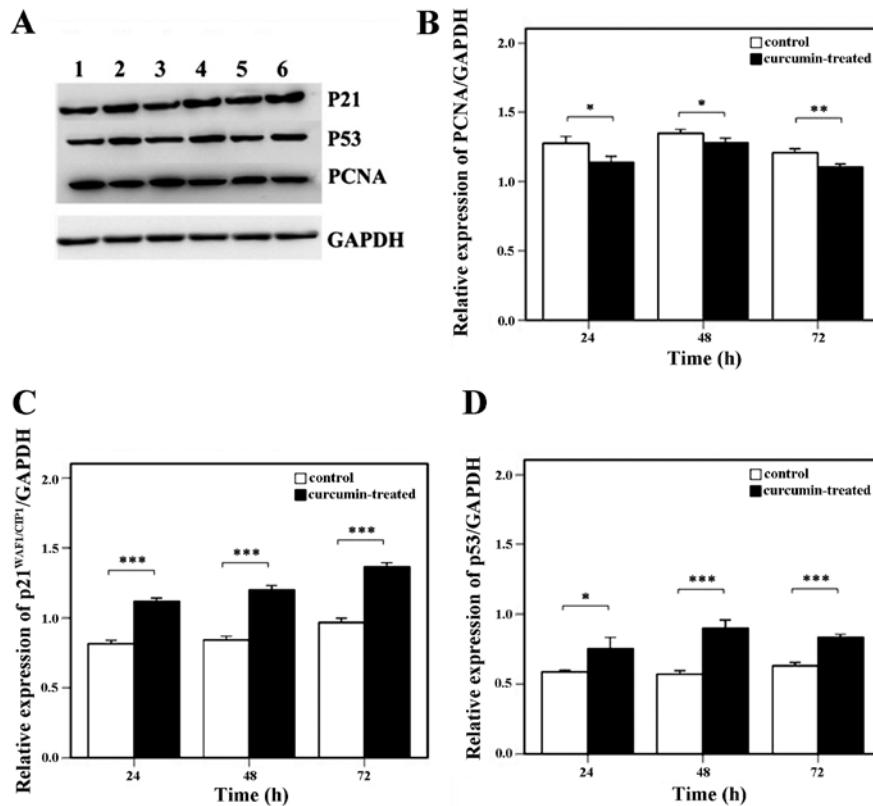 A
1 2 3 4 5 6
P21
P53
PCNA
GAPDH
B
Relative expression of PCNA/GAPDH
2.0
1.5
1.0
0.5
0.0
control
curcumin-treated
*
*
**
24 48 72
Time (h)
C
Relative expression of p21WAF1/CIP1/GAPDH
2.0
1.5
1.0
0.5
0.0
control
curcumin-treated
***
***
***
24 48 72
Time (h)
D
Relative expression of p53/GAPDH
2.0
1.5
1.0
0.5
0.0
control
curcumin-treated
*
***
***
24 48 72
Time (h)